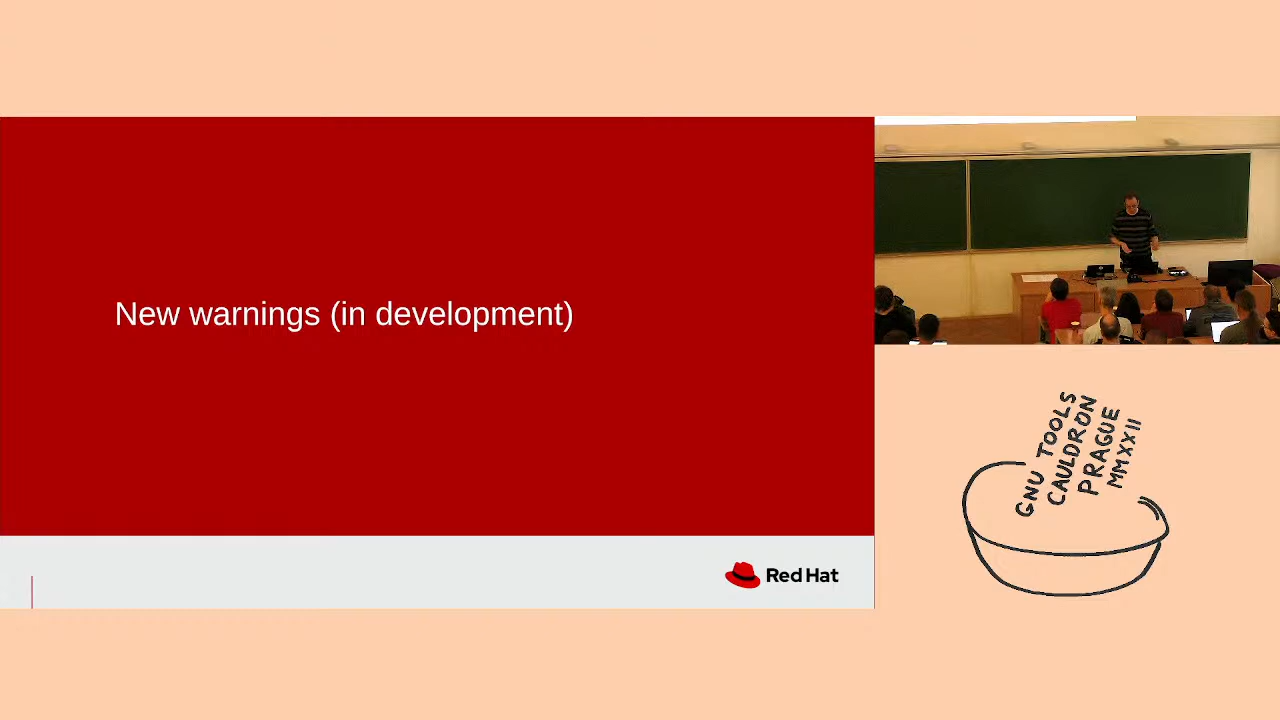 New warnings (in development)
Red Hat
GNU TOOLS
CAULDRON
PRAGUE
MMXXII